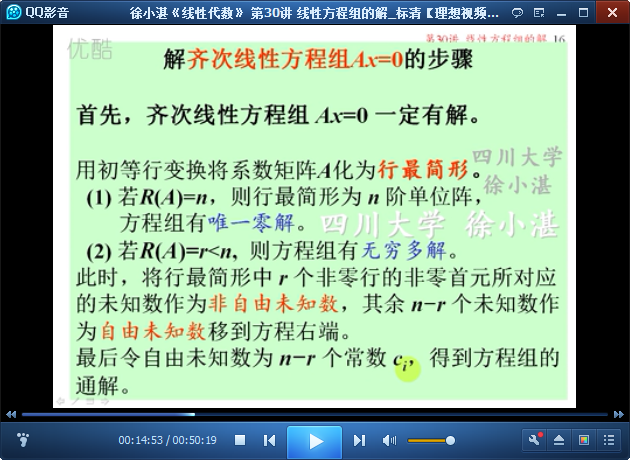 QQ影音
徐小湛《线性代数》第30讲 线性方程组的解_标清【理想视频...
优酷
第30讲 线性方程组的解 16
解齐次线性方程组Ax=0的步骤
首先，齐次线性方程组 Ax=0 一定有解。
用初等行变换将系数矩阵A化为行最简形。
四川大学
徐小湛
(1) 若R(A)=n，则行最简形为 n 阶单位阵，
方程组有唯一零解。
四川大学 徐小湛
(2) 若R(A)=r<n, 则方程组有无穷多解。
此时，将行最简形中 r 个非零行的非零首元所对应
的未知数作为非自由未知数，其余 n−r 个未知数作
为自由未知数移到方程右端。
最后令自由未知数为 n−r 个常数 ci，得到方程组的
通解。
00:14:53 / 00:50:19